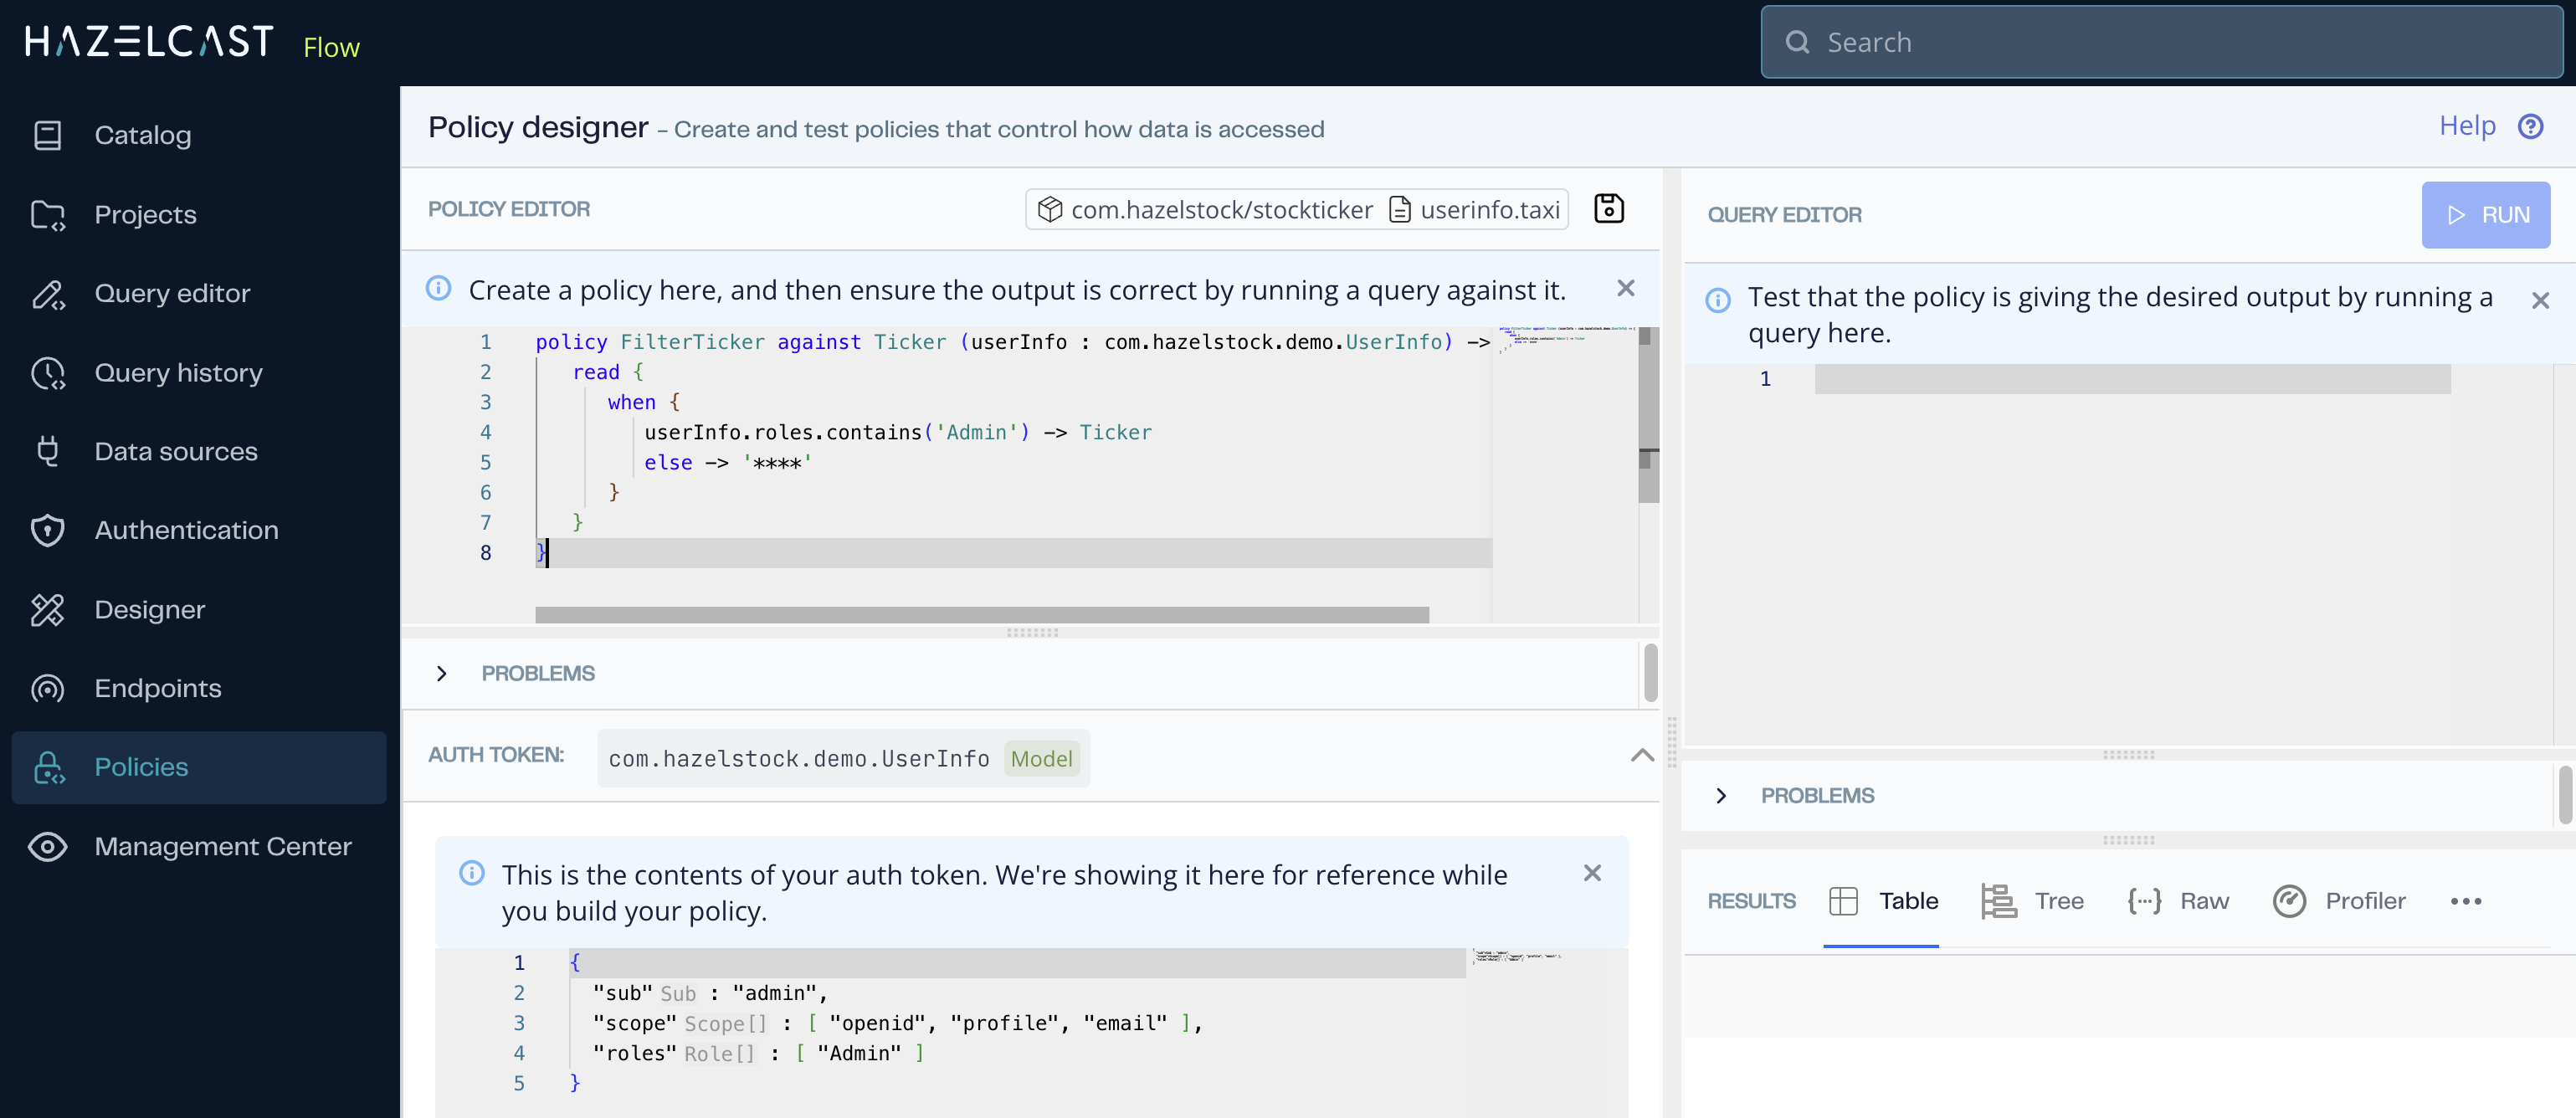 HAZELCAST Flow
Search
Catalog
Projects
Query editor
Query history
Data sources
Authentication
Designer
Endpoints
Policies
Management Center
Policy designer - Create and test policies that control how data is accessed
Help
POLICY EDITOR
com.hazelstock/stockticker userinfo.taxi
Create a policy here, and then ensure the output is correct by running a query against it.
1 policy FilterTicker against Ticker (userInfo : com.hazelstock.demo.UserInfo) ->
2 read {
3 when {
4 userInfo.roles.contains('Admin') -> Ticker
5 else -> '****'
6 }
7 }
8 }
PROBLEMS
AUTH TOKEN: com.hazelstock.demo.UserInfo Model
This is the contents of your auth token. We're showing it here for reference while
you build your policy.
1 {
2 "sub" Sub : "admin",
3 "scope" Scope[] : [ "openid", "profile", "email" ],
4 "roles" Role[] : [ "Admin" ]
5 }
QUERY EDITOR
RUN
Test that the policy is giving the desired output by running a
query here.
1
PROBLEMS
RESULTS Table Tree Raw Profiler